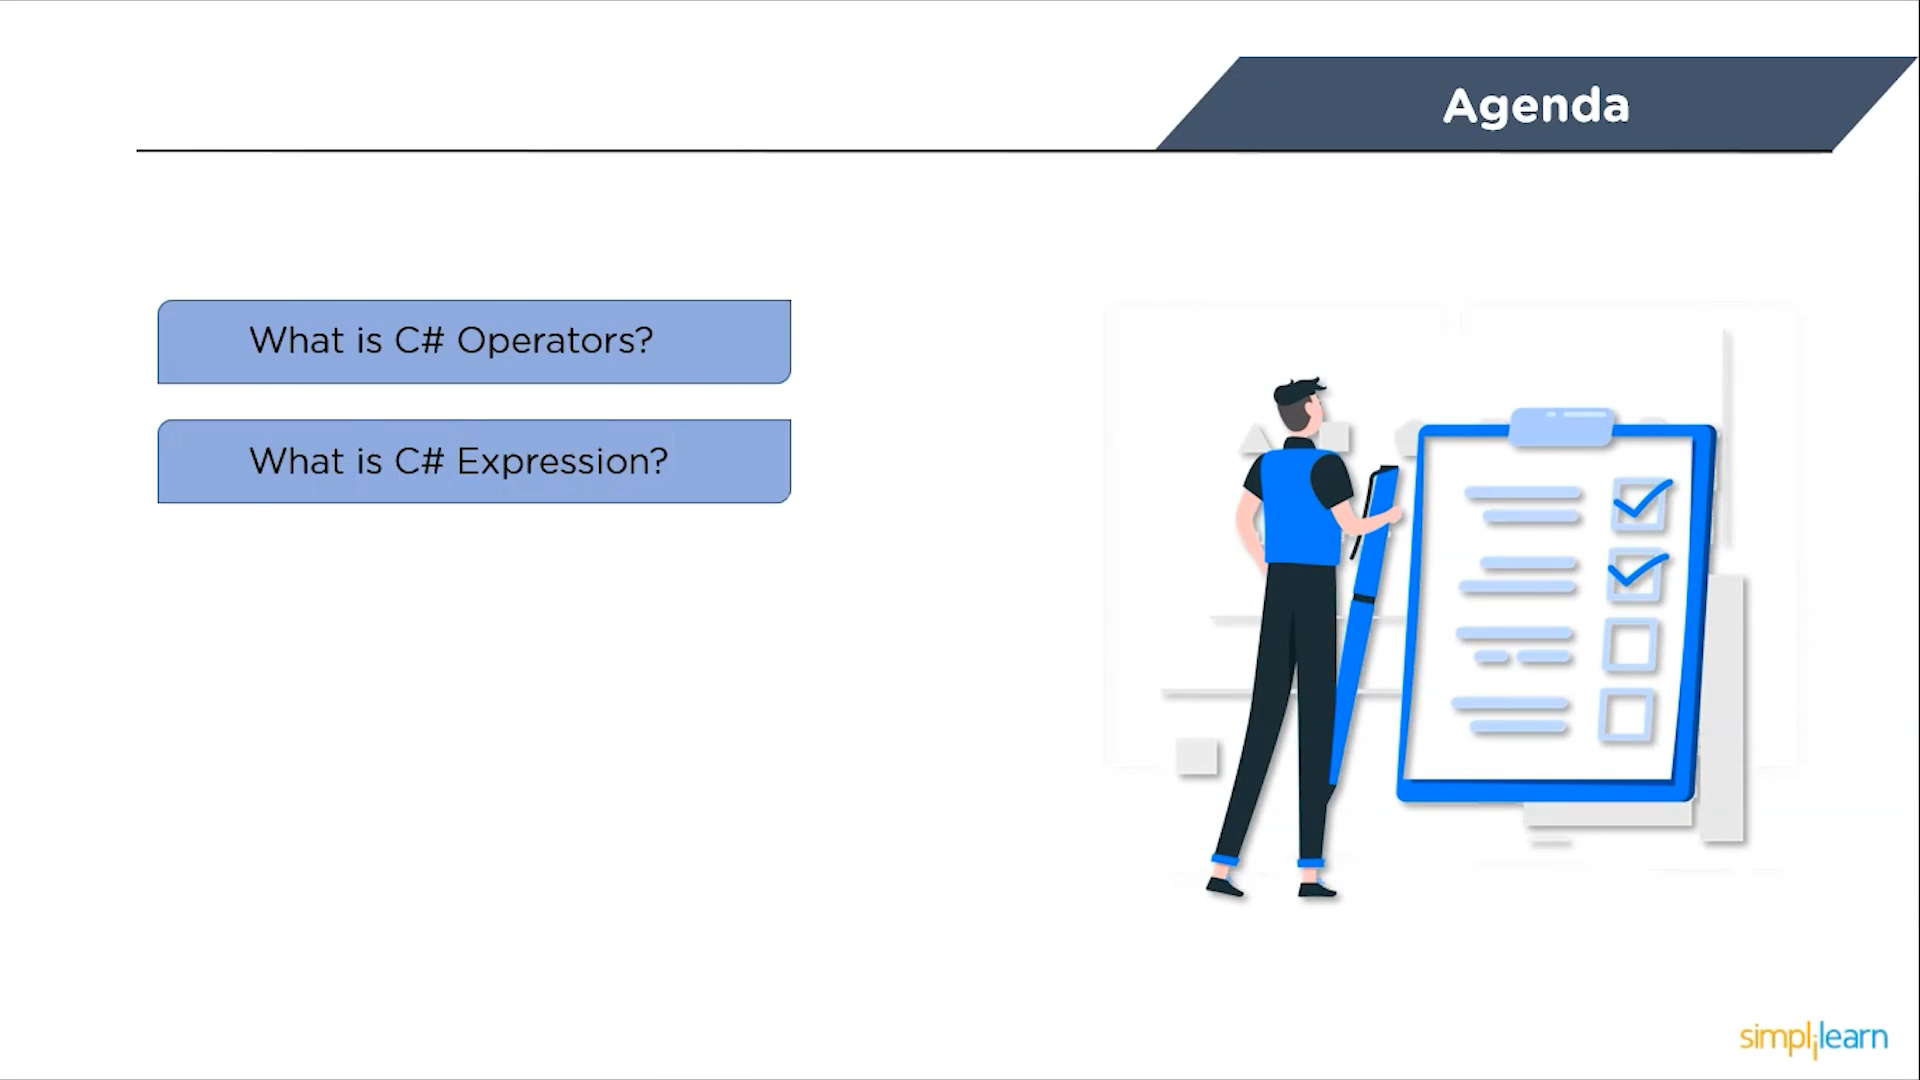 Agenda
What is C# Operators?
What is C# Expression?
simplilearn